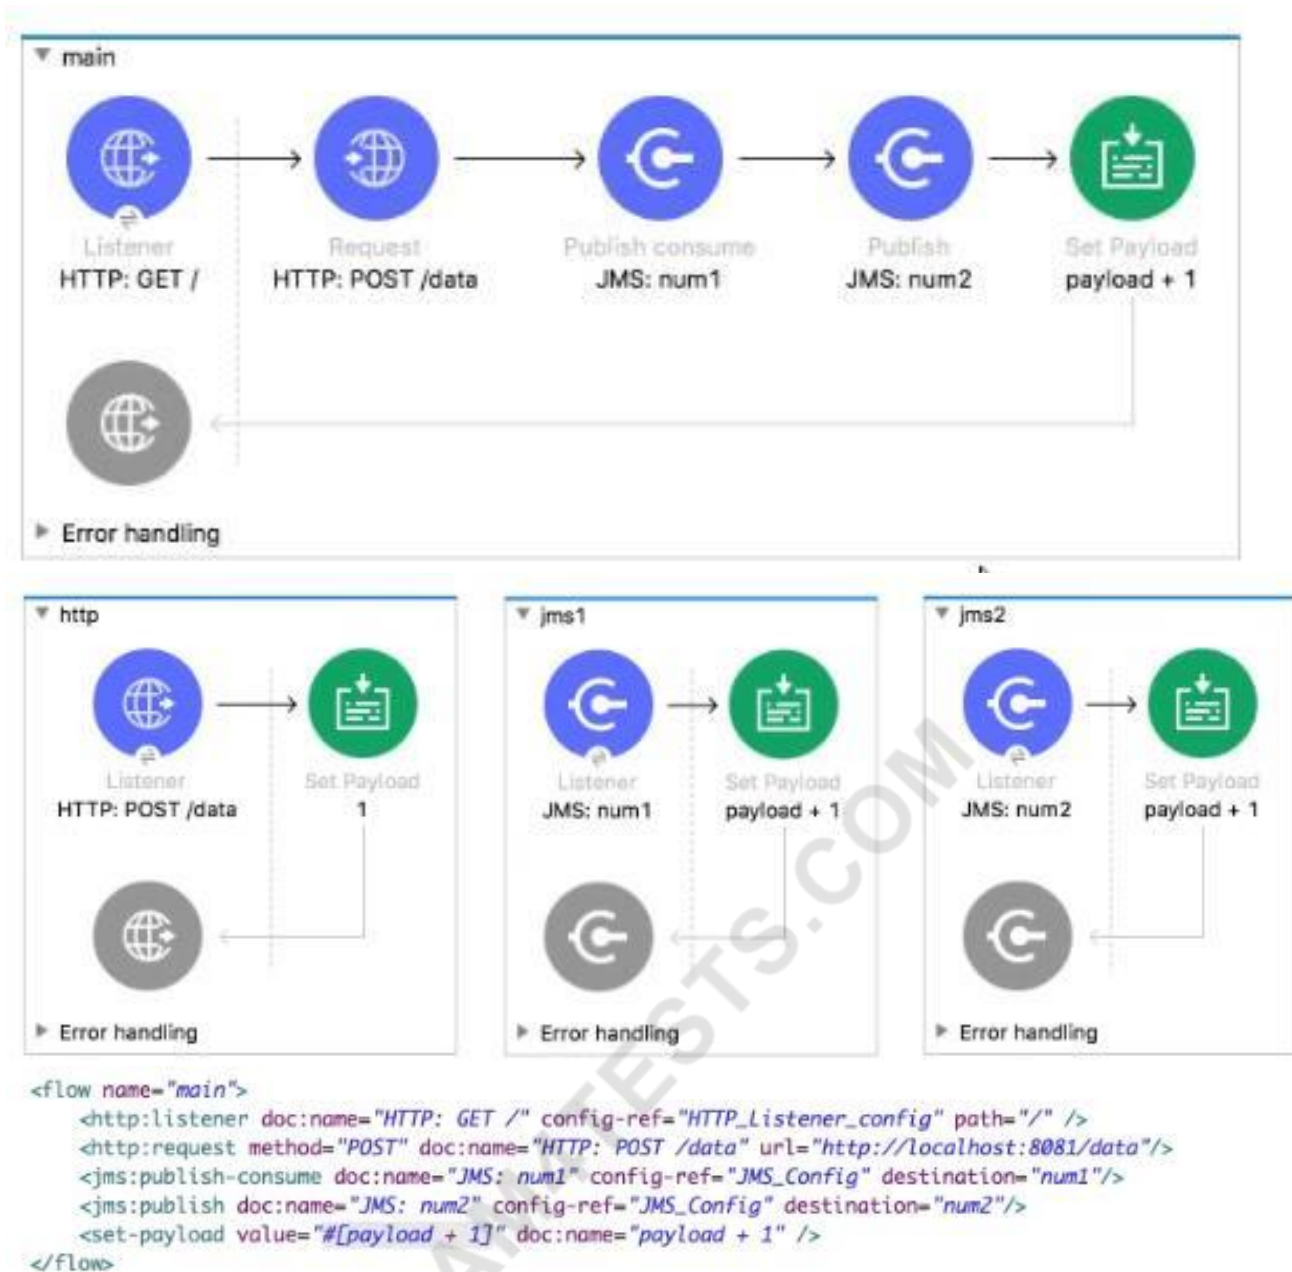 main
Listener Request Publish consume Publish Set Payload
HTTP: GET / HTTP: POST /data JMS: num1 JMS: num2 payload + 1
Error handling
http jms1 jms2
Listener Set Payload Listener Set Payload Listener Set Payload
HTTP: POST /data 1 JMS: num1 payload + 1 JMS: num2 payload + 1
Error handling Error handling Error handling
<flow name="main">
<http:listener doc:name="HTTP: GET /" config-ref="HTTP_Listener_config" path="/" />
<http:request method="POST" doc:name="HTTP: POST /data" url="http://localhost:8081/data"/>
<jms:publish-consume doc:name="JMS: num1" config-ref="JMS_Config" destination="num1"/>
<jms:publish doc:name="JMS: num2" config-ref="JMS_Config" destination="num2"/>
<set-payload value="#[payload + 1]" doc:name="payload + 1" />
</flow>